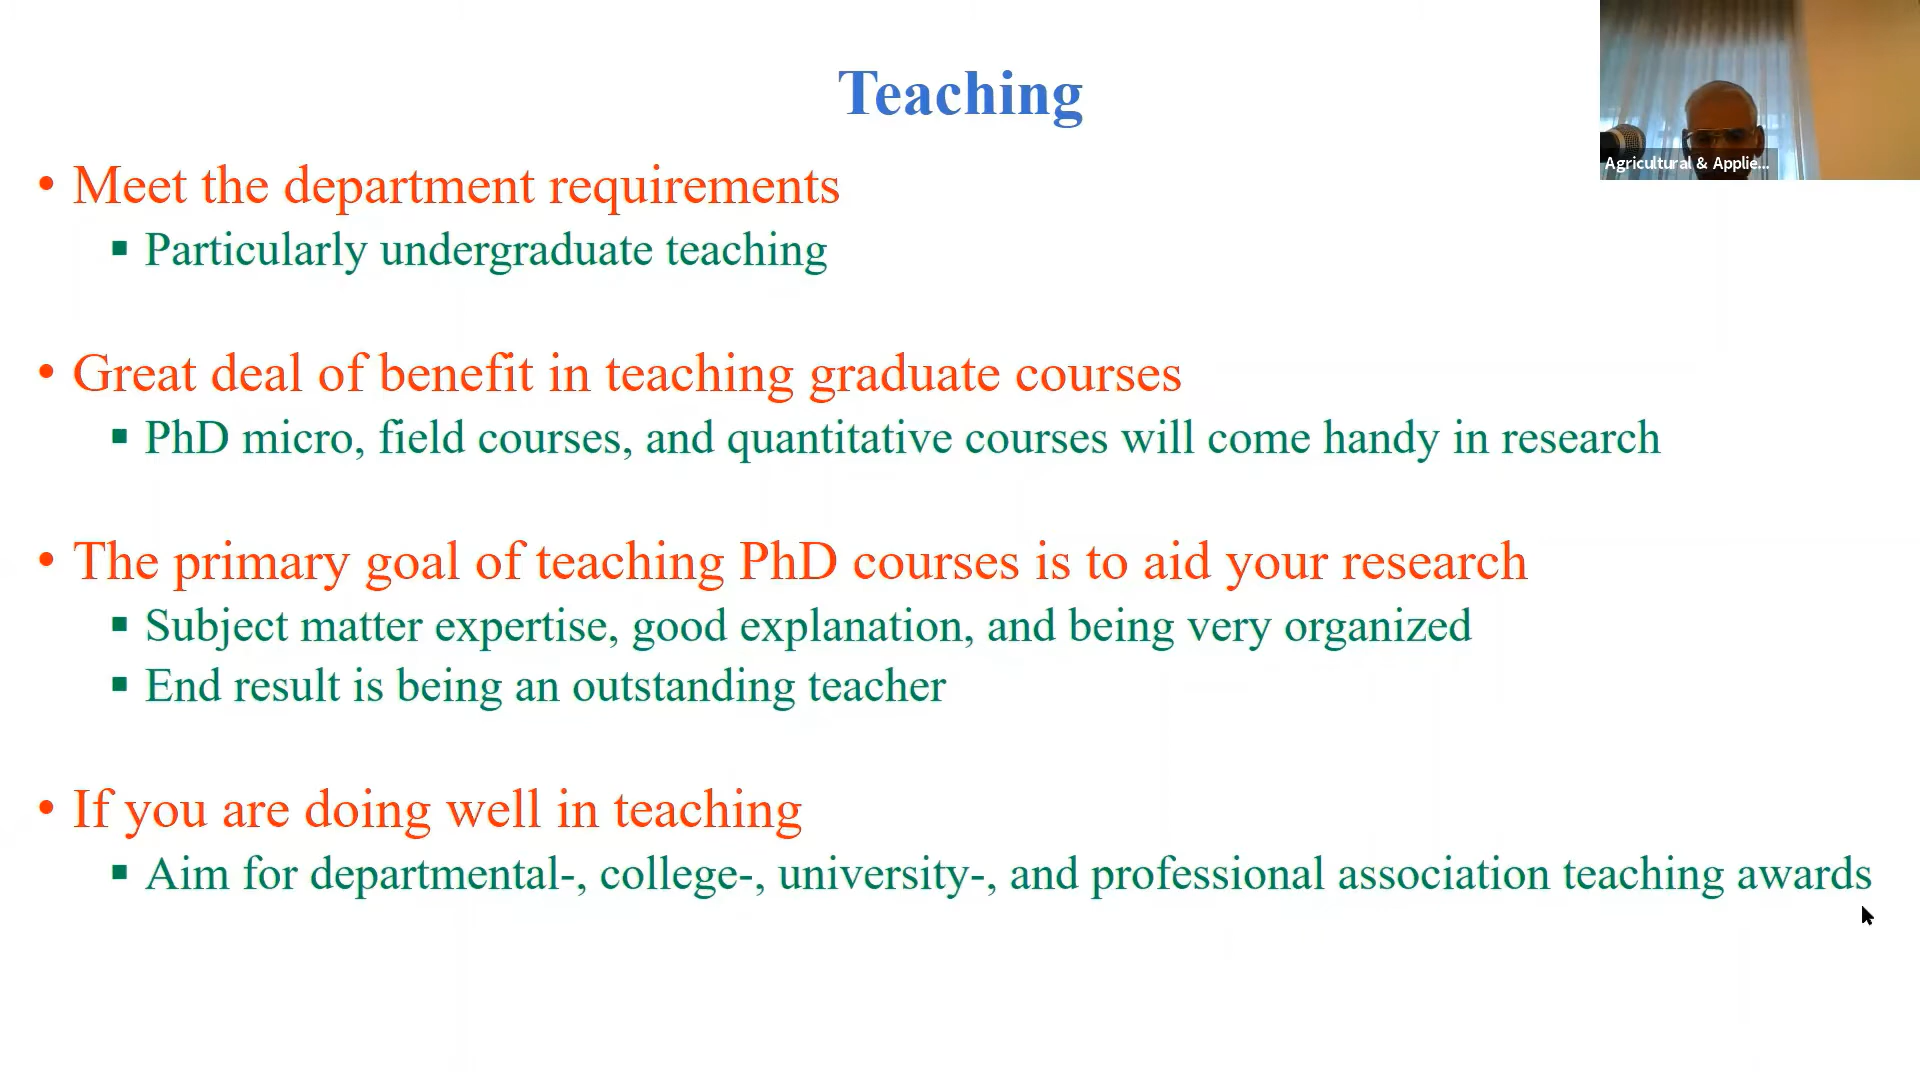 Teaching
Agricultural & Applie...
• Meet the department requirements
▪ Particularly undergraduate teaching
• Great deal of benefit in teaching graduate courses
▪ PhD micro, field courses, and quantitative courses will come handy in research
• The primary goal of teaching PhD courses is to aid your research
▪ Subject matter expertise, good explanation, and being very organized
▪ End result is being an outstanding teacher
• If you are doing well in teaching
▪ Aim for departmental-, college-, university-, and professional association teaching awards